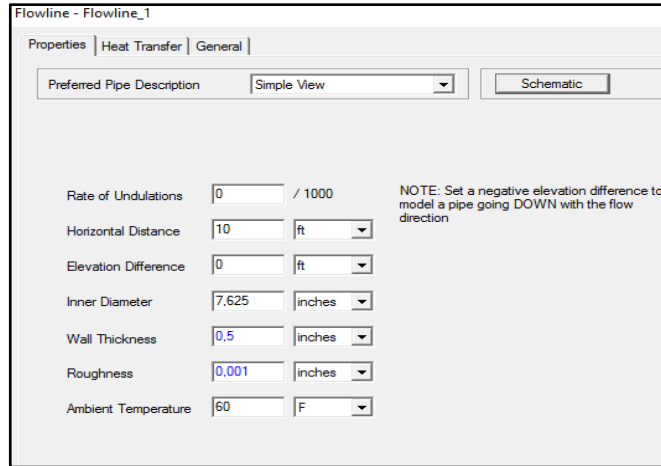 Flowline - Flowline_1
Properties Heat Transfer General
Preferred Pipe Description Simple View Schematic
Rate of Undulations 0 / 1000 NOTE: Set a negative elevation difference to
model a pipe going DOWN with the flow
direction
Horizontal Distance 10 ft
Elevation Difference 0 ft
Inner Diameter 7,625 inches
Wall Thickness 0,5 inches
Roughness 0,001 inches
Ambient Temperature 60 F